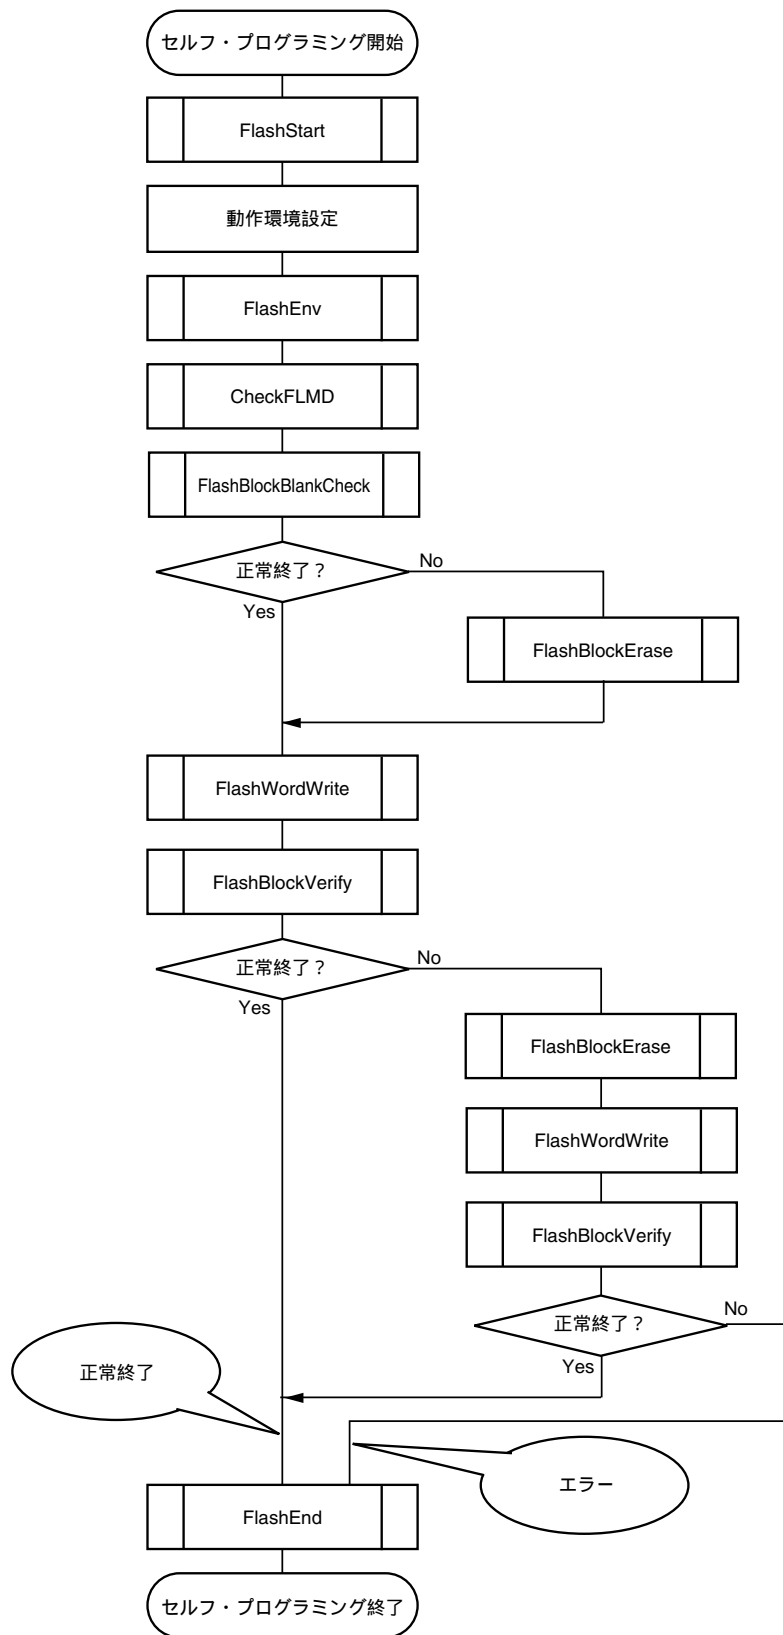 セルフ・プログラミング開始
FlashStart
動作環境設定
FlashEnv
CheckFLMD
FlashBlockBlankCheck
正常終了？
No
Yes
FlashBlockErase
FlashWordWrite
FlashBlockVerify
正常終了？
No
Yes
FlashBlockErase
FlashWordWrite
FlashBlockVerify
正常終了？
No
Yes
正常終了
エラー
FlashEnd
セルフ・プログラミング終了